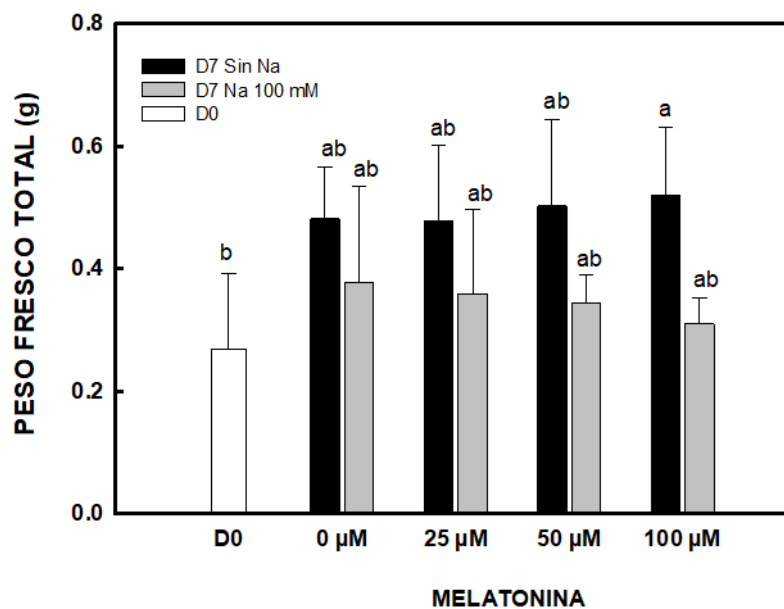 PESO FRESCO TOTAL (g)
0.8
0.6
0.4
0.2
0.0
D7 Sin Na
D7 Na 100 mM
D0
b
ab
ab
ab
ab
ab
ab
a
ab
D0
0 µM
25 µM
50 µM
100 µM
MELATONINA